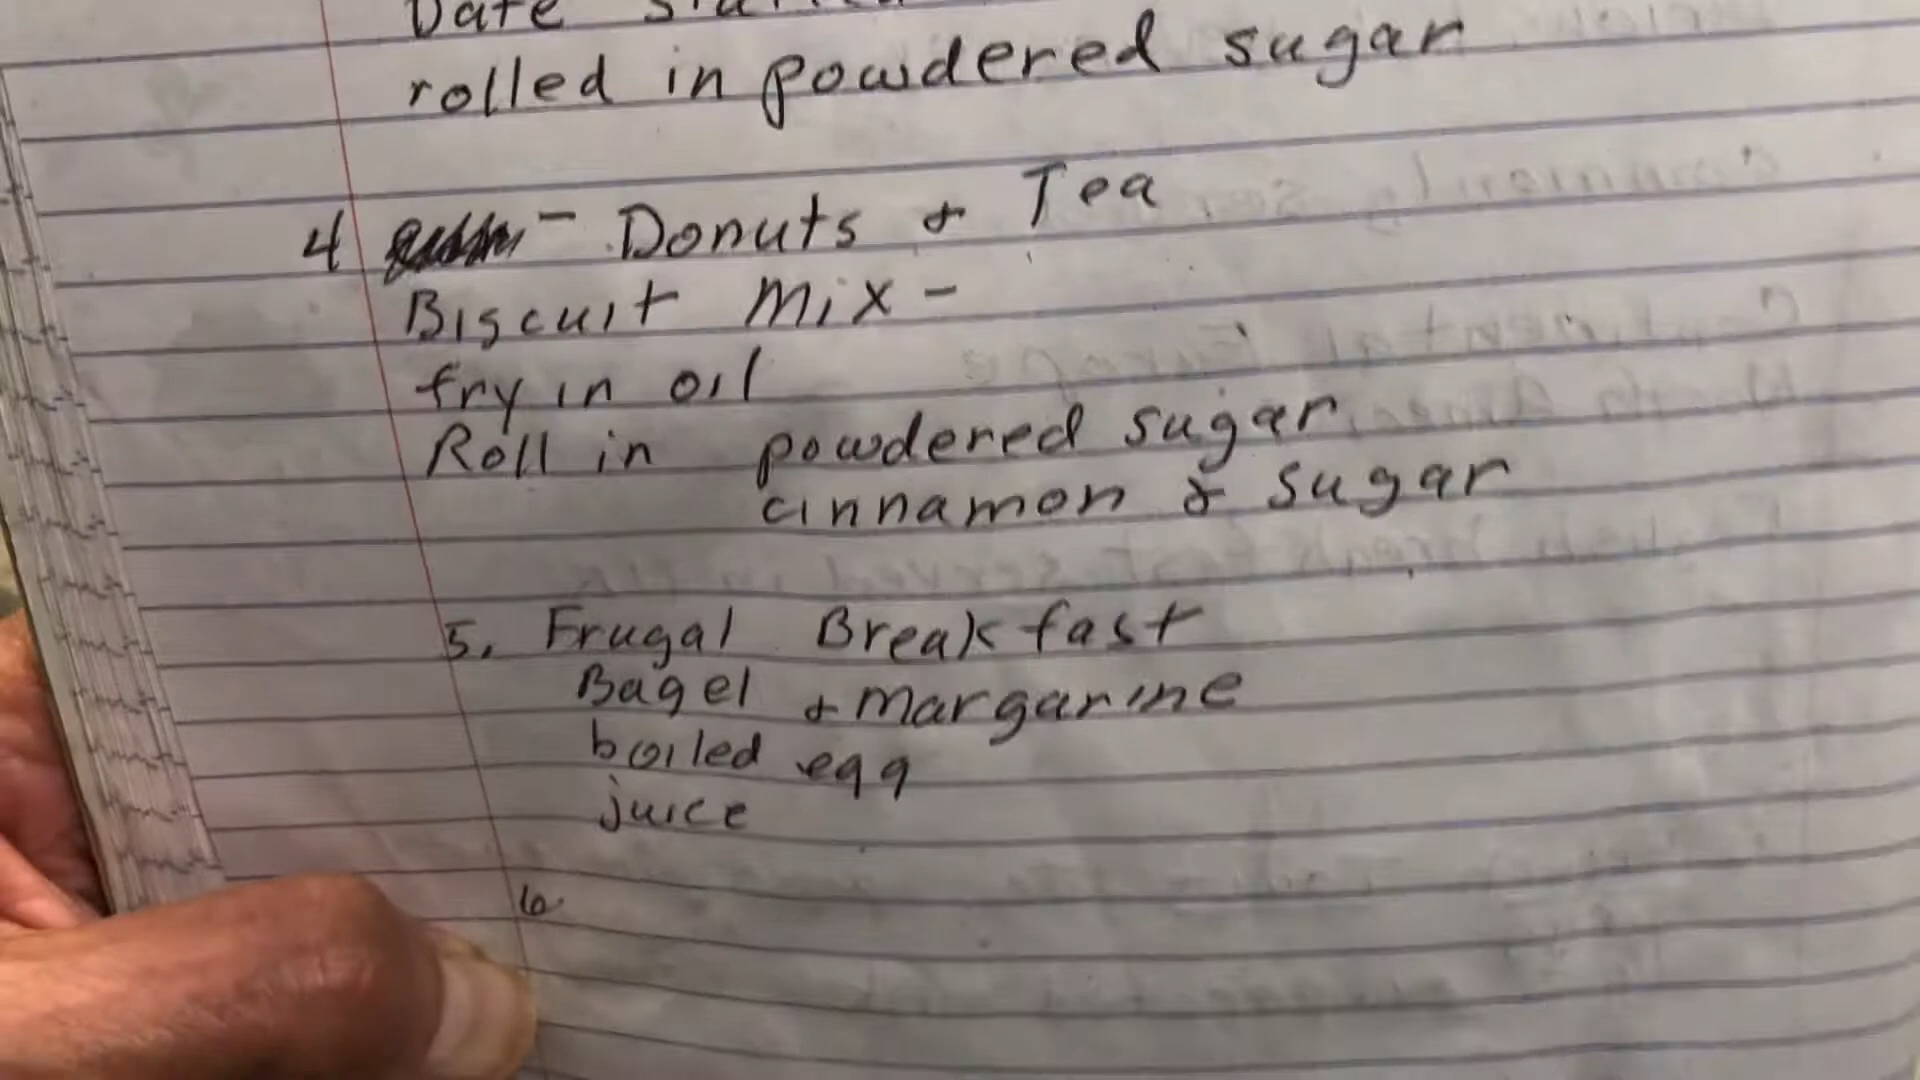 Date
rolled in powdered sugar
4 - Donuts & Tea
Biscuit Mix -
fry in oil
Roll in powdered sugar
cinnamon & sugar
5. Frugal Breakfast
Bagel & margarine
boiled egg
juice
6